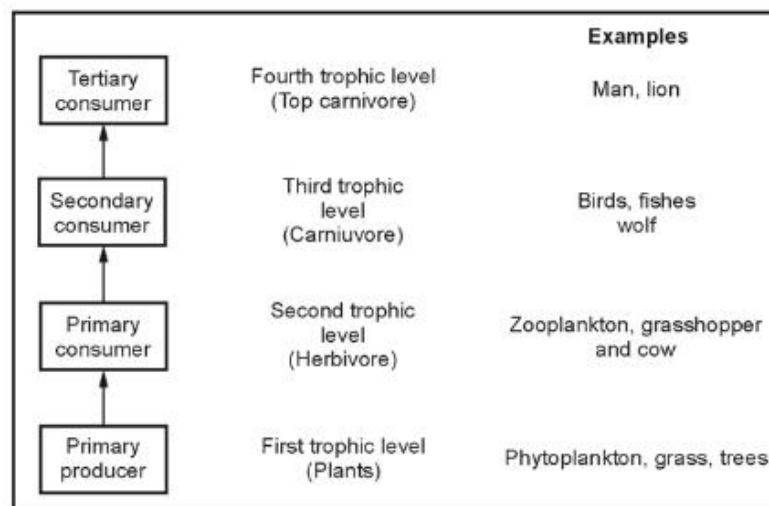 Examples
Tertiary
consumer
Fourth trophic level
(Top carnivore)
Man, lion
Secondary
consumer
Third trophic
level
(Carniuvore)
Birds, fishes
wolf
Primary
consumer
Second trophic
level
(Herbivore)
Zooplankton, grasshopper
and cow
Primary
producer
First trophic level
(Plants)
Phytoplankton, grass, trees